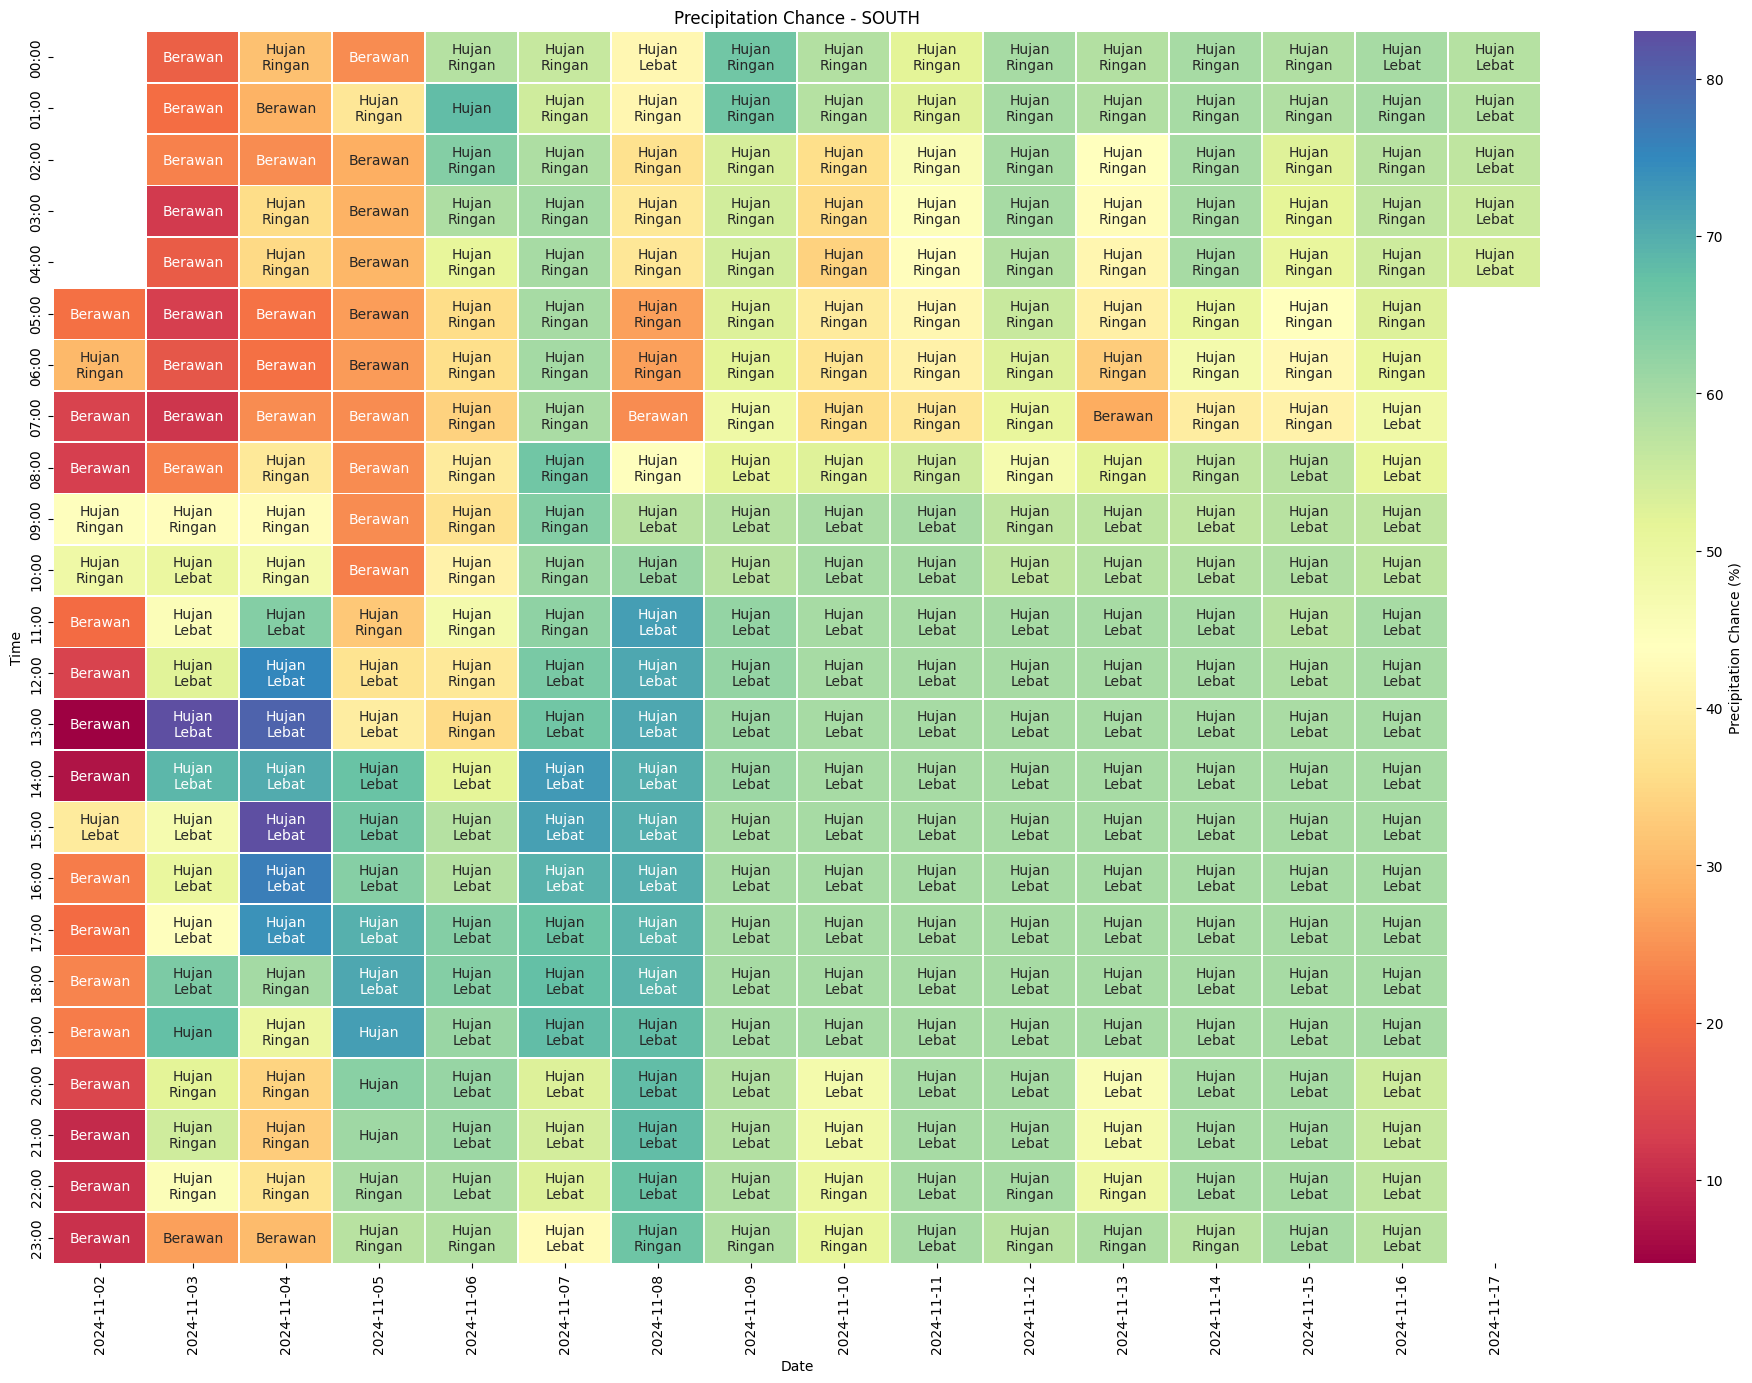 Precipitation Chance - SOUTH
00:00 Berawan Hujan Ringan Berawan Hujan Ringan Hujan Ringan Hujan Lebat Hujan Ringan Hujan Ringan Hujan Ringan Hujan Ringan Hujan Ringan Hujan Ringan Hujan Ringan Hujan Lebat Hujan Lebat
01:00 Berawan Berawan Hujan Ringan Hujan Hujan Ringan Hujan Ringan Hujan Ringan Hujan Ringan Hujan Ringan Hujan Ringan Hujan Ringan Hujan Ringan Hujan Ringan Hujan Ringan Hujan Lebat
02:00 Berawan Berawan Berawan Hujan Ringan Hujan Ringan Hujan Ringan Hujan Ringan Hujan Ringan Hujan Ringan Hujan Ringan Hujan Ringan Hujan Ringan Hujan Ringan Hujan Ringan Hujan Lebat
03:00 Berawan Hujan Ringan Berawan Hujan Ringan Hujan Ringan Hujan Ringan Hujan Ringan Hujan Ringan Hujan Ringan Hujan Ringan Hujan Ringan Hujan Ringan Hujan Ringan Hujan Ringan Hujan Lebat
04:00 Berawan Hujan Ringan Berawan Hujan Ringan Hujan Ringan Hujan Ringan Hujan Ringan Hujan Ringan Hujan Ringan Hujan Ringan Hujan Ringan Hujan Ringan Hujan Ringan Hujan Ringan Hujan Lebat
05:00 Berawan Berawan Berawan Berawan Hujan Ringan Hujan Ringan Hujan Ringan Hujan Ringan Hujan Ringan Hujan Ringan Hujan Ringan Hujan Ringan Hujan Ringan Hujan Ringan Hujan Ringan
06:00 Hujan Ringan Berawan Berawan Berawan Hujan Ringan Hujan Ringan Hujan Ringan Hujan Ringan Hujan Ringan Hujan Ringan Hujan Ringan Hujan Ringan Hujan Ringan Hujan Ringan Hujan Ringan
07:00 Berawan Berawan Berawan Berawan Hujan Ringan Hujan Ringan Berawan Hujan Ringan Hujan Ringan Hujan Ringan Hujan Ringan Berawan Hujan Ringan Hujan Ringan Hujan Lebat
08:00 Berawan Berawan Hujan Ringan Berawan Hujan Ringan Hujan Ringan Hujan Ringan Hujan Lebat Hujan Ringan Hujan Ringan Hujan Ringan Hujan Ringan Hujan Ringan Hujan Lebat Hujan Lebat
09:00 Hujan Ringan Hujan Ringan Hujan Ringan Berawan Hujan Ringan Hujan Ringan Hujan Lebat Hujan Lebat Hujan Lebat Hujan Lebat Hujan Ringan Hujan Lebat Hujan Lebat Hujan Lebat Hujan Lebat
10:00 Hujan Ringan Hujan Lebat Hujan Ringan Berawan Hujan Ringan Hujan Ringan Hujan Lebat Hujan Lebat Hujan Lebat Hujan Lebat Hujan Lebat Hujan Lebat Hujan Lebat Hujan Lebat Hujan Lebat
11:00 Berawan Hujan Lebat Hujan Lebat Hujan Ringan Hujan Ringan Hujan Ringan Hujan Lebat Hujan Lebat Hujan Lebat Hujan Lebat Hujan Lebat Hujan Lebat Hujan Lebat Hujan Lebat Hujan Lebat
12:00 Berawan Hujan Lebat Hujan Lebat Hujan Lebat Hujan Ringan Hujan Lebat Hujan Lebat Hujan Lebat Hujan Lebat Hujan Lebat Hujan Lebat Hujan Lebat Hujan Lebat Hujan Lebat Hujan Lebat
13:00 Berawan Hujan Lebat Hujan Lebat Hujan Lebat Hujan Ringan Hujan Lebat Hujan Lebat Hujan Lebat Hujan Lebat Hujan Lebat Hujan Lebat Hujan Lebat Hujan Lebat Hujan Lebat Hujan Lebat
14:00 Berawan Hujan Lebat Hujan Lebat Hujan Lebat Hujan Lebat Hujan Lebat Hujan Lebat Hujan Lebat Hujan Lebat Hujan Lebat Hujan Lebat Hujan Lebat Hujan Lebat Hujan Lebat Hujan Lebat
15:00 Hujan Lebat Hujan Lebat Hujan Lebat Hujan Lebat Hujan Lebat Hujan Lebat Hujan Lebat Hujan Lebat Hujan Lebat Hujan Lebat Hujan Lebat Hujan Lebat Hujan Lebat Hujan Lebat Hujan Lebat
16:00 Berawan Hujan Lebat Hujan Lebat Hujan Lebat Hujan Lebat Hujan Lebat Hujan Lebat Hujan Lebat Hujan Lebat Hujan Lebat Hujan Lebat Hujan Lebat Hujan Lebat Hujan Lebat Hujan Lebat
17:00 Berawan Hujan Lebat Hujan Lebat Hujan Lebat Hujan Lebat Hujan Lebat Hujan Lebat Hujan Lebat Hujan Lebat Hujan Lebat Hujan Lebat Hujan Lebat Hujan Lebat Hujan Lebat Hujan Lebat
18:00 Berawan Hujan Lebat Hujan Ringan Hujan Lebat Hujan Lebat Hujan Lebat Hujan Lebat Hujan Lebat Hujan Lebat Hujan Lebat Hujan Lebat Hujan Lebat Hujan Lebat Hujan Lebat Hujan Lebat
19:00 Berawan Hujan Hujan Ringan Hujan Hujan Lebat Hujan Lebat Hujan Lebat Hujan Lebat Hujan Lebat Hujan Lebat Hujan Lebat Hujan Lebat Hujan Lebat Hujan Lebat Hujan Lebat
20:00 Berawan Hujan Ringan Hujan Ringan Hujan Hujan Lebat Hujan Lebat Hujan Lebat Hujan Lebat Hujan Lebat Hujan Lebat Hujan Lebat Hujan Lebat Hujan Lebat Hujan Lebat Hujan Lebat
21:00 Berawan Hujan Ringan Hujan Ringan Hujan Hujan Lebat Hujan Lebat Hujan Lebat Hujan Lebat Hujan Lebat Hujan Lebat Hujan Lebat Hujan Lebat Hujan Lebat Hujan Lebat Hujan Lebat
22:00 Berawan Hujan Ringan Hujan Ringan Hujan Ringan Hujan Lebat Hujan Lebat Hujan Lebat Hujan Lebat Hujan Ringan Hujan Lebat Hujan Ringan Hujan Ringan Hujan Lebat Hujan Lebat Hujan Lebat
23:00 Berawan Berawan Berawan Hujan Ringan Hujan Ringan Hujan Lebat Hujan Ringan Hujan Ringan Hujan Ringan Hujan Lebat Hujan Ringan Hujan Ringan Hujan Ringan Hujan Lebat Hujan Lebat
Time
2024-11-02 2024-11-03 2024-11-04 2024-11-05 2024-11-06 2024-11-07 2024-11-08 2024-11-09 2024-11-10 2024-11-11 2024-11-12 2024-11-13 2024-11-14 2024-11-15 2024-11-16 2024-11-17
Date
80
70
60
50
40
30
20
10
Precipitation Chance (%)